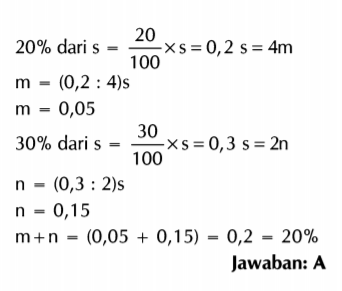 20% dari s = 20/100 × s = 0,2 s = 4m
m = (0,2 : 4)s
m = 0,05
30% dari s = 30/100 × s = 0,3 s = 2n
n = (0,3 : 2)s
n = 0,15
m+n = (0,05 + 0,15) = 0,2 = 20%
Jawaban: A